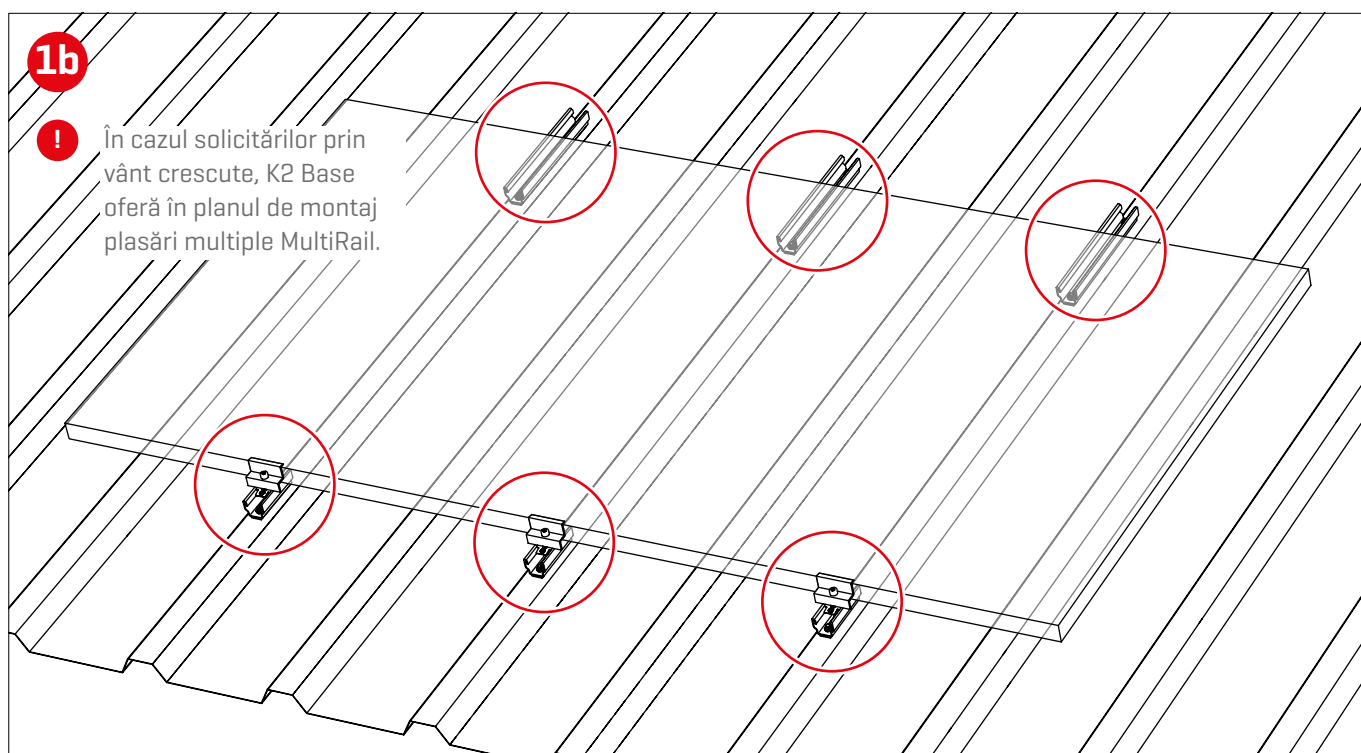 1b
!
În cazul solicitărilor prin
vânt crescute, K2 Base
oferă în planul de montaj
plasări multiple MultiRail.